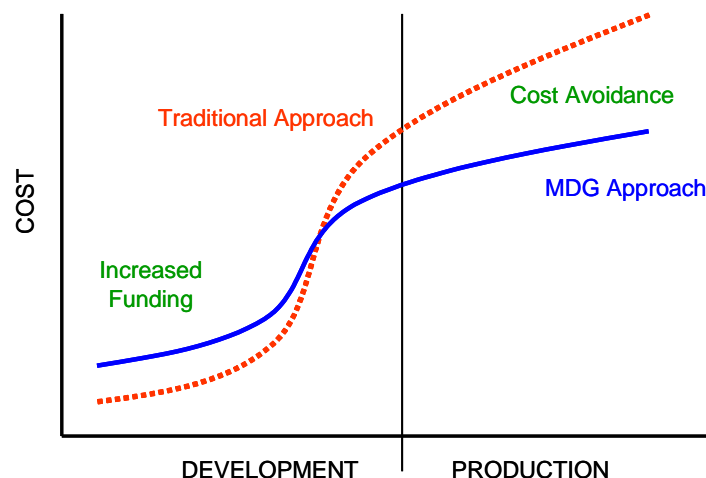 Traditional Approach
Cost Avoidance
MDG Approach
COST
Increased
Funding
DEVELOPMENT
PRODUCTION